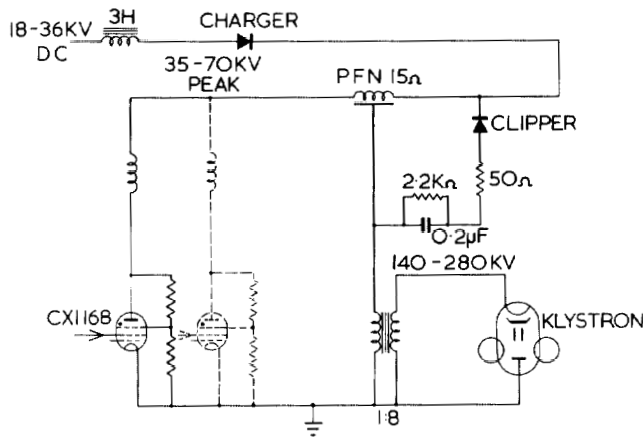 3H
CHARGER
18-36KV
DC
35-70KV
PEAK
PFN 15Ω
CLIPPER
2·2KΩ
50Ω
0·2µF
140-280KV
CX1168
KLYSTRON
1:8